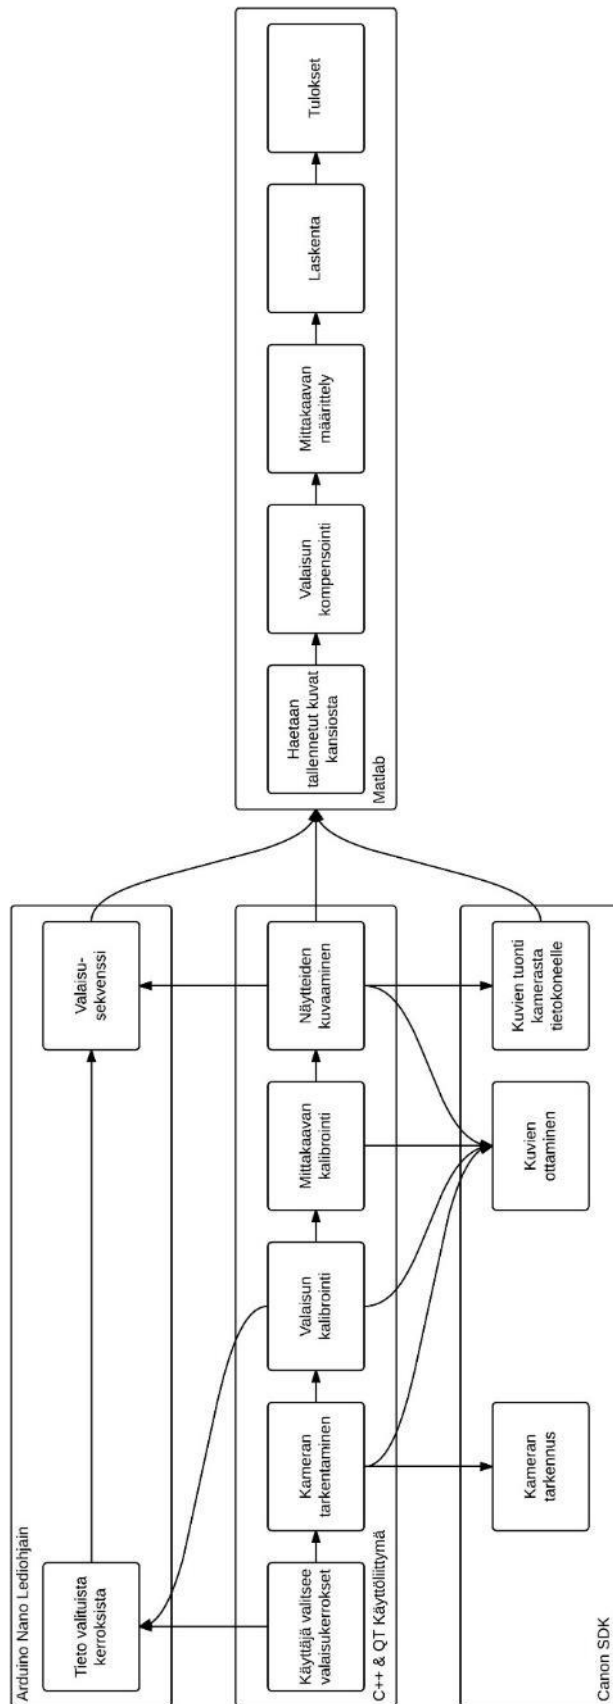 Arduino Nano Lediohjain
Tieto valituista
kerroksista
Valaisu-
sekvenssi
Käyttäjä valitsee
valaisukerrokset
Kameran
tarkentaminen
Valaisun
kalibrointi
Mittakaavan
kalibrointi
Näytteiden
kuvaaminen
C++ & QT Käyttöliittymä
Kameran
tarkennus
Kuvien
ottaminen
Kuvien tuonti
kamerasta
tietokoneelle
Canon SDK
Haetaan
tallennetut kuvat
kansiosta
Valaisun
kompensointi
Mittakaavan
määrittely
Laskenta
Tulokset
Matlab